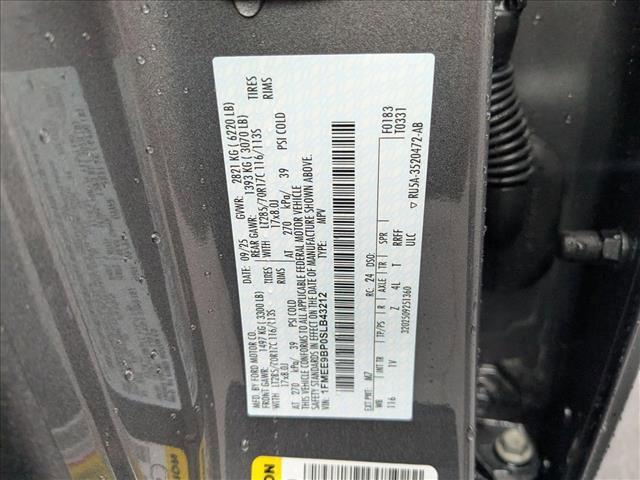 MFD. BY FORD MOTOR CO.
DATE: 09/25 GVWR: 2821 KG ( 6220 LB)
FRONT GAWR: 1497 KG ( 3300 LB) REAR GAWR: 1393 KG ( 3070 LB)
WITH LT285/70R17C 116/113S TIRES WITH LT285/70R17C 116/113S TIRES
17x8.0J RIMS 17x8.0J RIMS
AT 270 kPa/ 39 PSI COLD AT 270 kPa/ 39 PSI COLD
THIS VEHICLE CONFORMS TO ALL APPLICABLE FEDERAL MOTOR VEHICLE
SAFETY STANDARDS IN EFFECT ON THE DATE OF MANUFACTURE SHOWN ABOVE.
VIN: 1FMEE9BP0SLB43212 TYPE: MPV
F0183
T0331
3202509251360
EXT PNT: M7 RC: 24 DSO:
WB INT TR TP/PS R AXLE TR SPR
116 1V Z 4L T RRFF
ULC
RU5A-3520472-AB